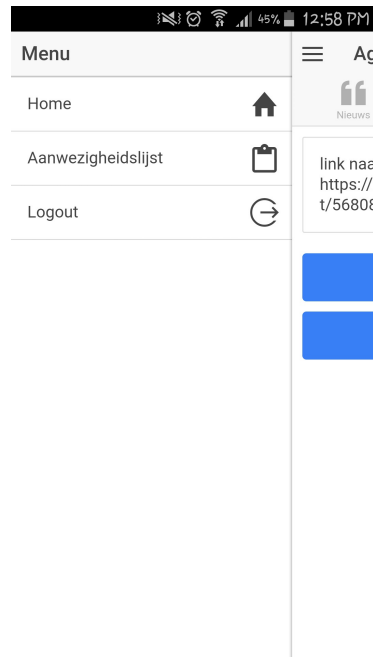 45% 12:58 PM
Menu
Home
Aanwezigheidslijst
Logout
Ag
Nieuws
link naa
https://
t/56808